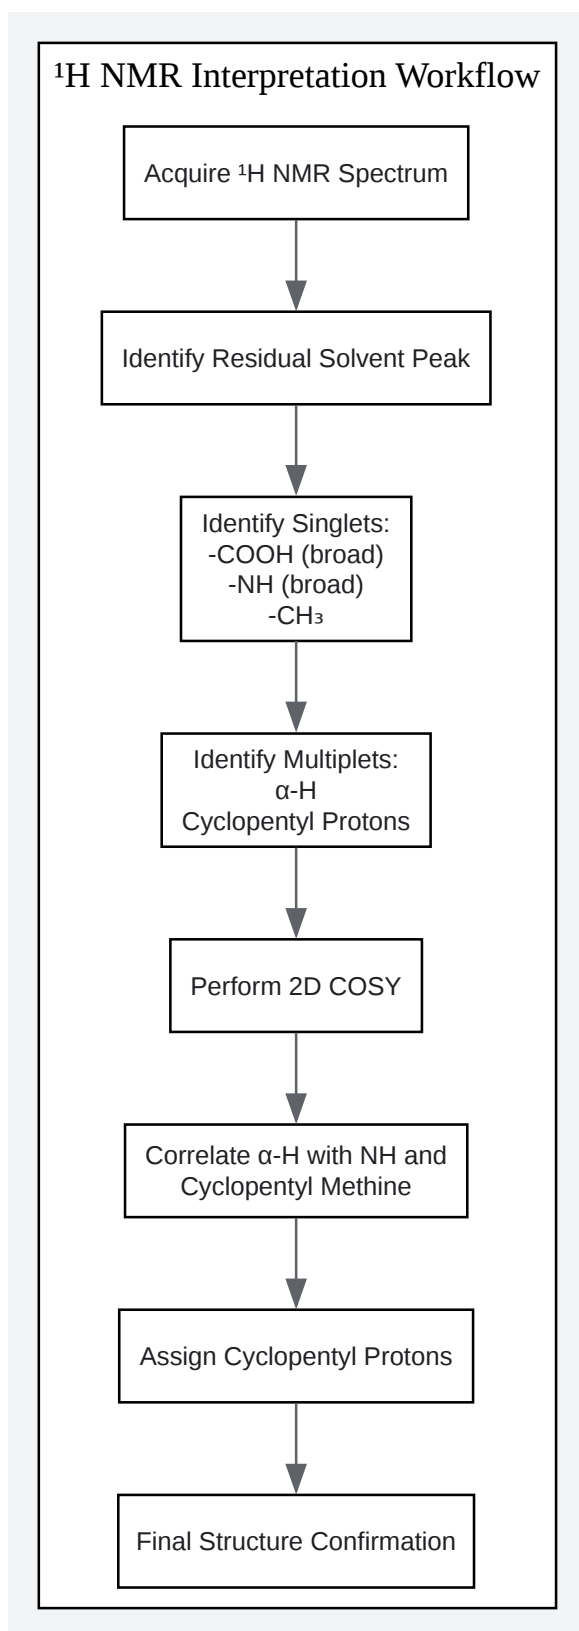 ¹H NMR Interpretation Workflow
Acquire ¹H NMR Spectrum
Identify Residual Solvent Peak
Identify Singlets:
-COOH (broad)
-NH (broad)
-CH₃
Identify Multiplets:
α-H
Cyclopentyl Protons
Perform 2D COSY
Correlate α-H with NH and
Cyclopentyl Methine
Assign Cyclopentyl Protons
Final Structure Confirmation